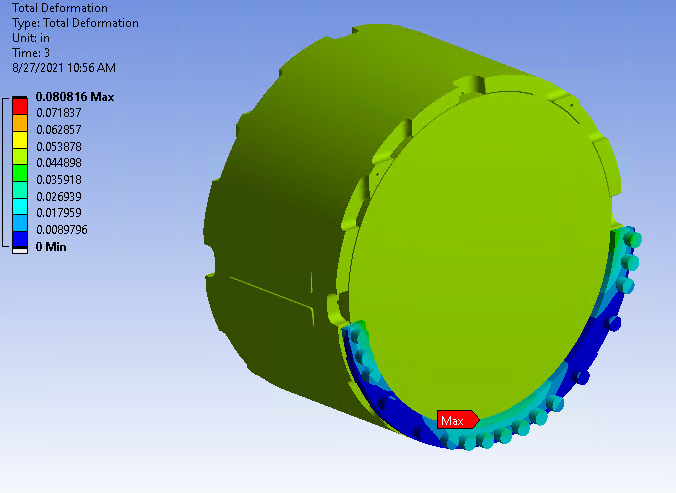 Total Deformation
Type: Total Deformation
Unit: in
Time: 3
8/27/2021 10:56 AM
0.080816 Max
0.071837
0.062857
0.053878
0.044898
0.035918
0.026939
0.017959
0.0089796
0 Min
Max